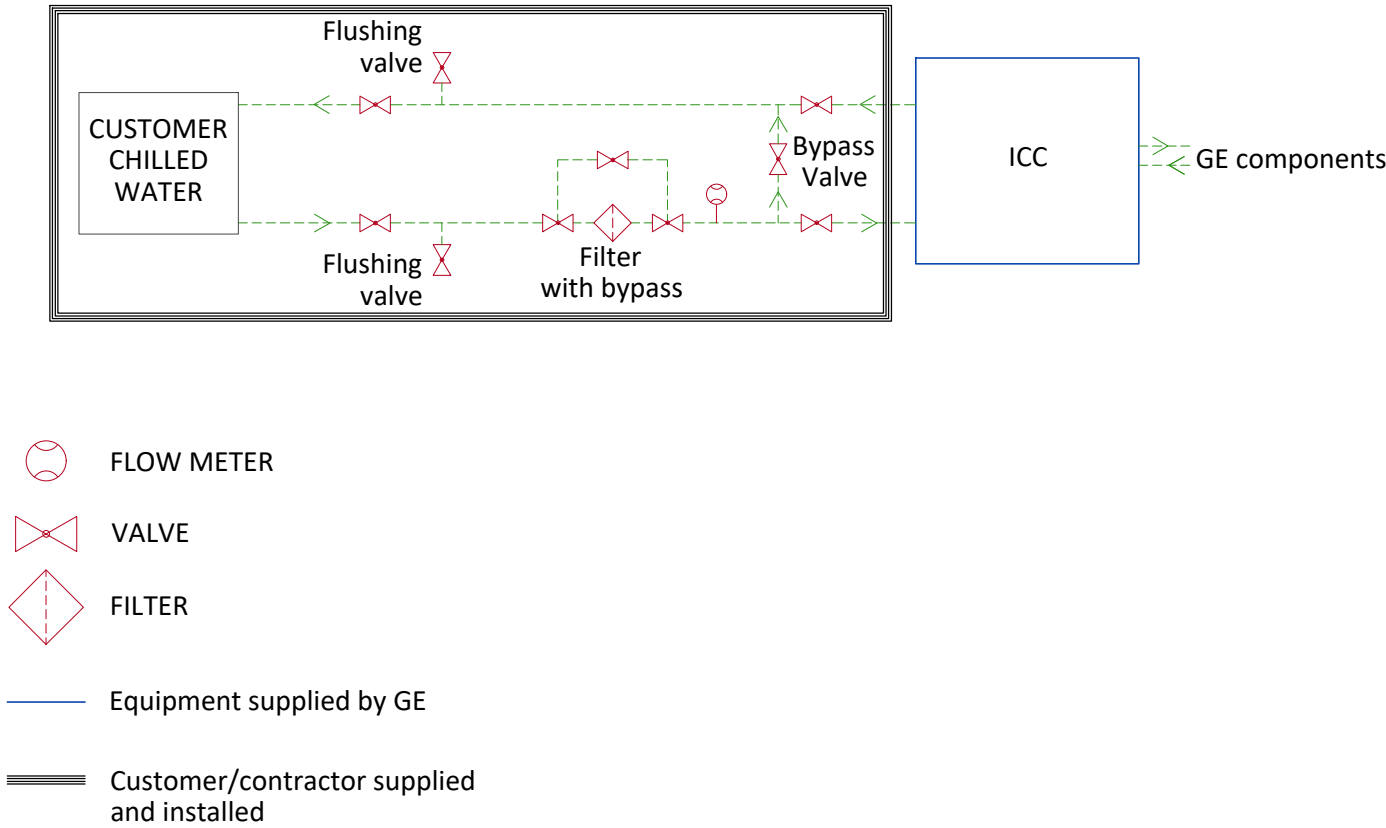 Flushing
valve
CUSTOMER
CHILLED
WATER
Bypass
Valve
ICC
GE components
Flushing
valve
Filter
with bypass
FLOW METER
VALVE
FILTER
Equipment supplied by GE
Customer/contractor supplied
and installed